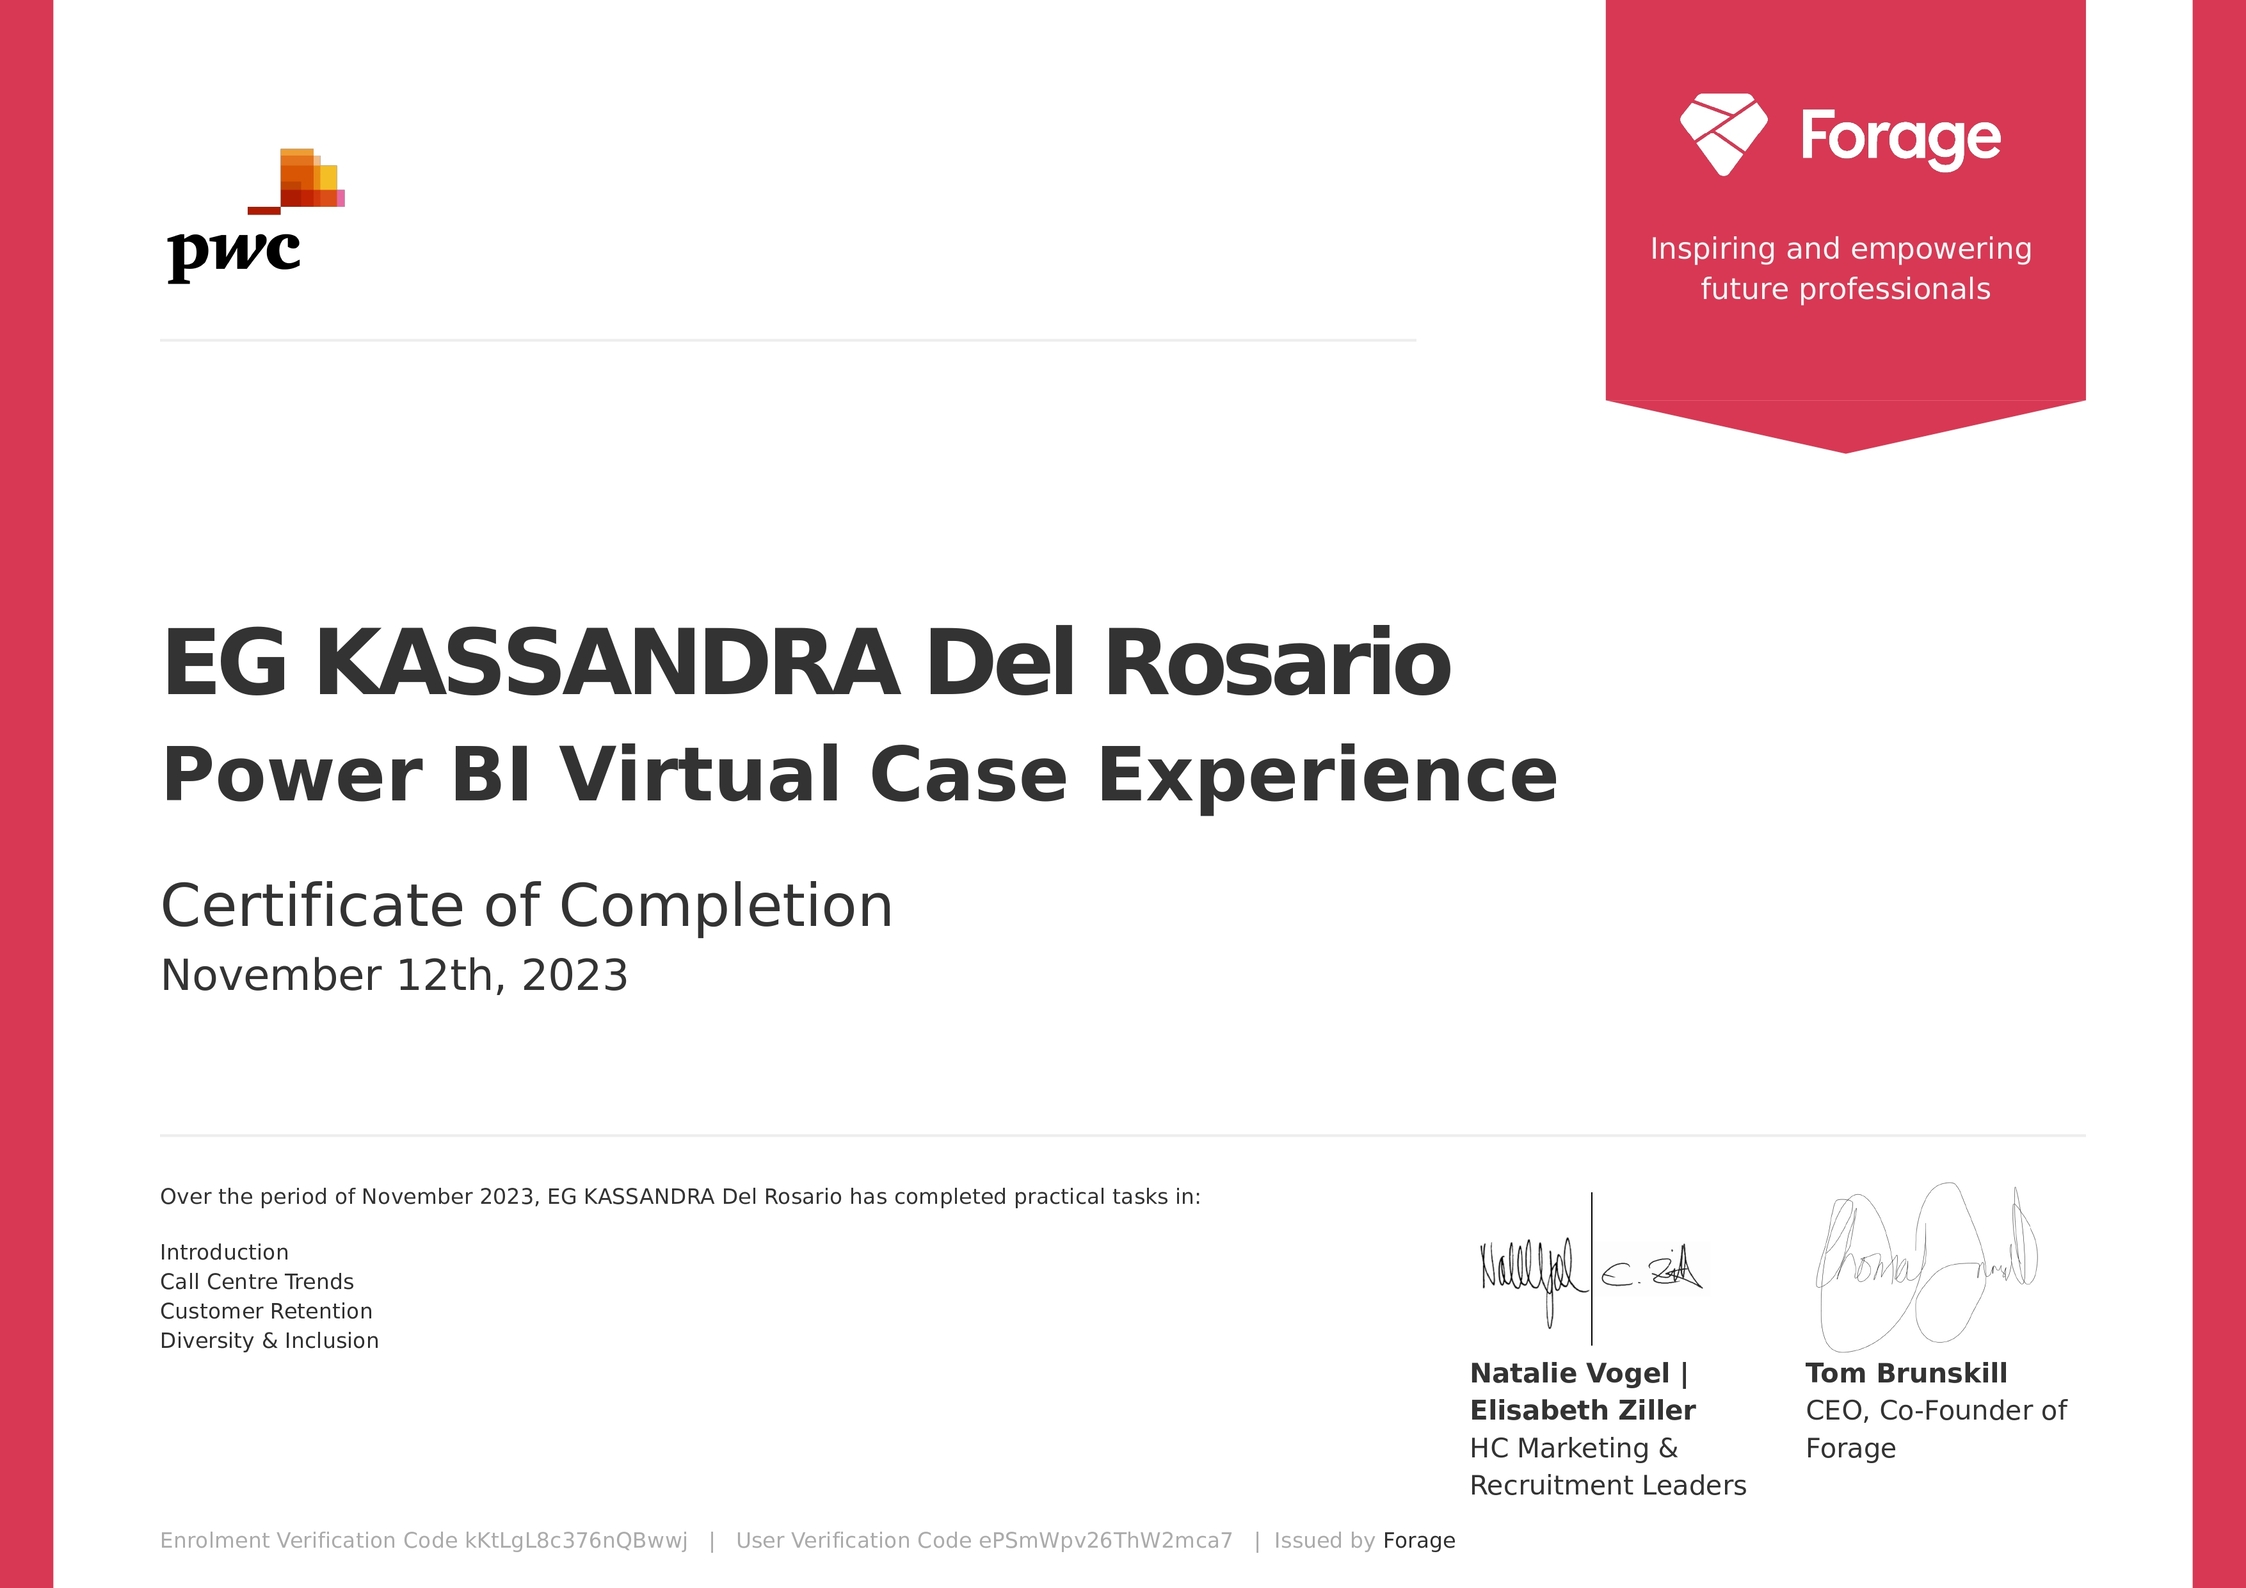 pwc
Forage
Inspiring and empowering
future professionals
EG KASSANDRA Del Rosario
Power BI Virtual Case Experience
Certificate of Completion
November 12th, 2023
Over the period of November 2023, EG KASSANDRA Del Rosario has completed practical tasks in:
Introduction
Call Centre Trends
Customer Retention
Diversity & Inclusion
E. Zill
Natalie Vogel |
Elisabeth Ziller
HC Marketing &
Recruitment Leaders
Tom Brunskill
CEO, Co-Founder of
Forage
Enrolment Verification Code kKtLgL8c376nQBwwj | User Verification Code ePSmWpv26ThW2mca7 | Issued by Forage